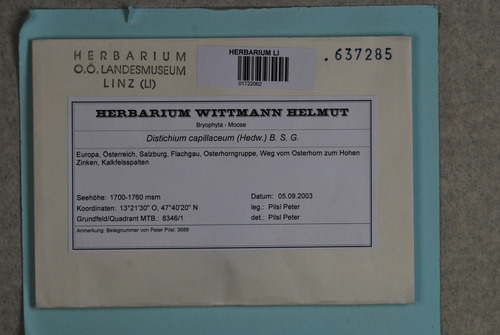 HERBARIUM
O.Ö. LANDESMUSEUM
LINZ (LI)
HERBARIUM LI
01722062
.637285
HERBARIUM WITTMANN HELMUT
Bryophyta - Moose
Distichium capillaceum (Hedw.) B. S. G.
Europa, Österreich, Salzburg, Flachgau, Osterhorngruppe, Weg vom Osterhorn zum Hohen
Zinken, Kalkfelsspalten
Seehöhe: 1700-1760 msm
Datum: 05.09.2003
Koordinaten: 13°21'30" O, 47°40'20" N
leg.: Pilsl Peter
Grundfeld/Quadrant MTB.: 8346/1
det.: Pilsl Peter
Anmerkung: Belegnummer von Peter Pilsl: 3688